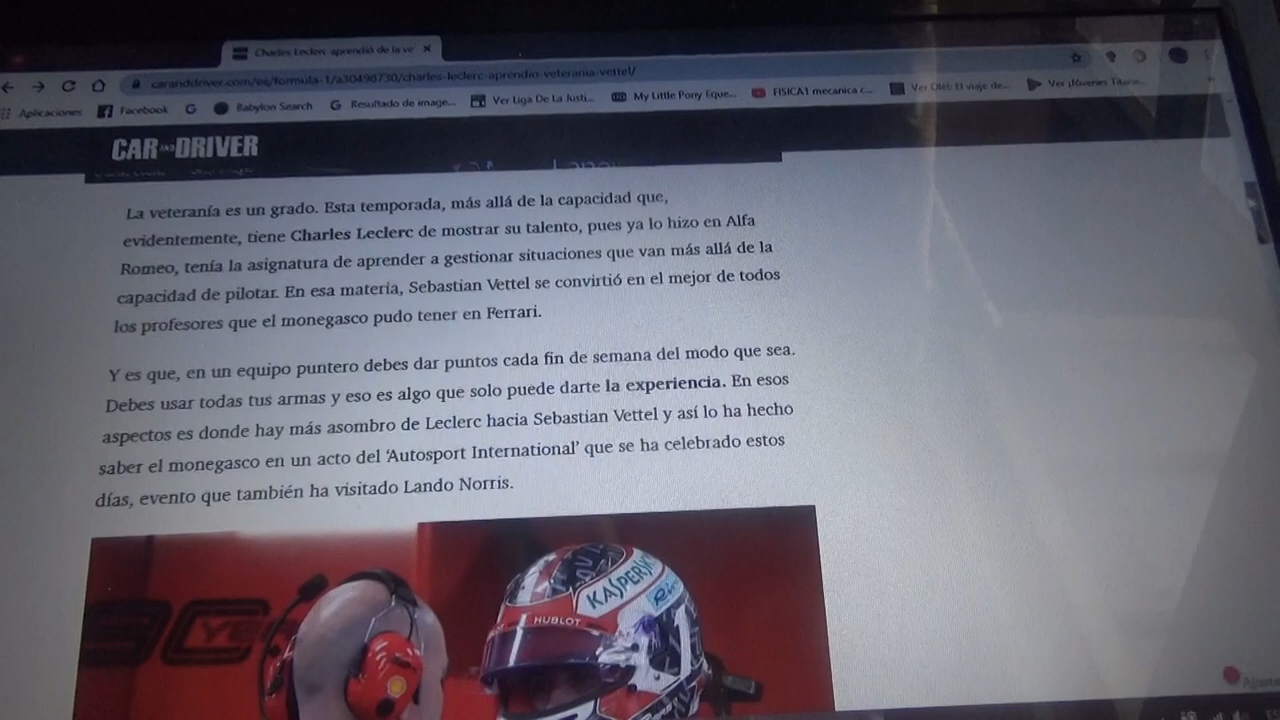 Charles Leclerc aprendió de la ve
caranddriver.com/es/formula-1/a30498730/charles-leclerc-aprendio-veterania-vettel/
Aplicaciones Facebook G Babylon Search G Resultado de image... Ver Liga De La Justi... My Little Pony Eque... FISICA1 mecanica c... Ver Olé!: El viaje de... Ver Jóvenes Titane...
CAR AND DRIVER
La veteranía es un grado. Esta temporada, más allá de la capacidad que,
evidentemente, tiene Charles Leclerc de mostrar su talento, pues ya lo hizo en Alfa
Romeo, tenía la asignatura de aprender a gestionar situaciones que van más allá de la
capacidad de pilotar. En esa materia, Sebastian Vettel se convirtió en el mejor de todos
los profesores que el monegasco pudo tener en Ferrari.
Y es que, en un equipo puntero debes dar puntos cada fin de semana del modo que sea.
Debes usar todas tus armas y eso es algo que solo puede darte la experiencia. En esos
aspectos es donde hay más asombro de Leclerc hacia Sebastian Vettel y así lo ha hecho
saber el monegasco en un acto del 'Autosport International' que se ha celebrado estos
días, evento que también ha visitado Lando Norris.
KASPERSKY
HUBLOT